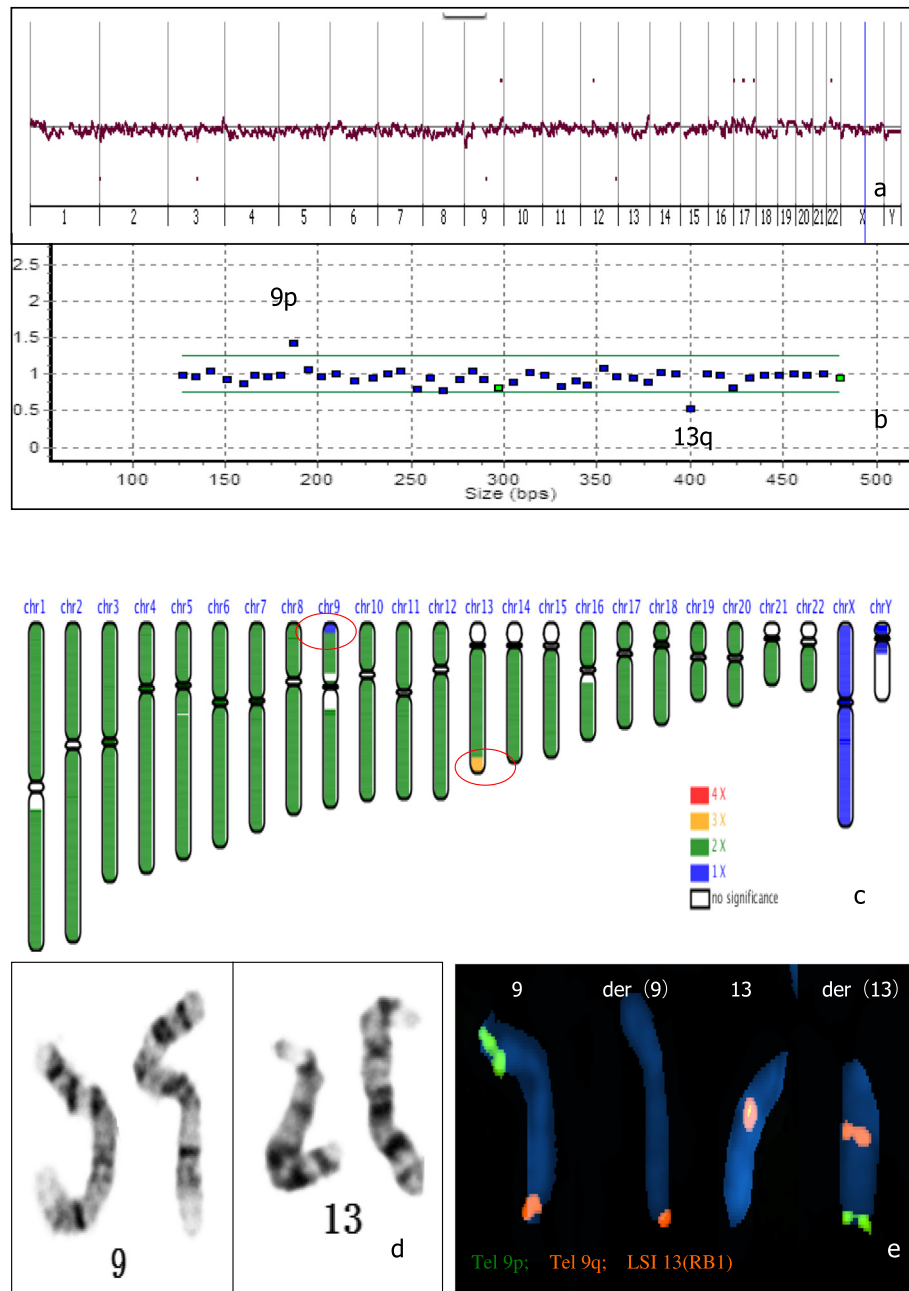 a
1 2 3 4 5 6 7 8 9 10 11 12 13 14 15 16 17 18 19 20 21 22 X Y
2.5
2
1.5
1
0.5
0
9p
13q
b
100 150 200 250 300 350 400 450 500
Size (bps)
chr1 chr2 chr3 chr4 chr5 chr6 chr7 chr8 chr9 chr10 chr11 chr12 chr13 chr14 chr15 chr16 chr17 chr18 chr19 chr20 chr21 chr22 chrX chrY
4 X
3 X
2 X
1 X
no significance
c
9
13
d
9 der (9) 13 der (13)
Tel 9p; Tel 9q; LSI 13(RB1)
e